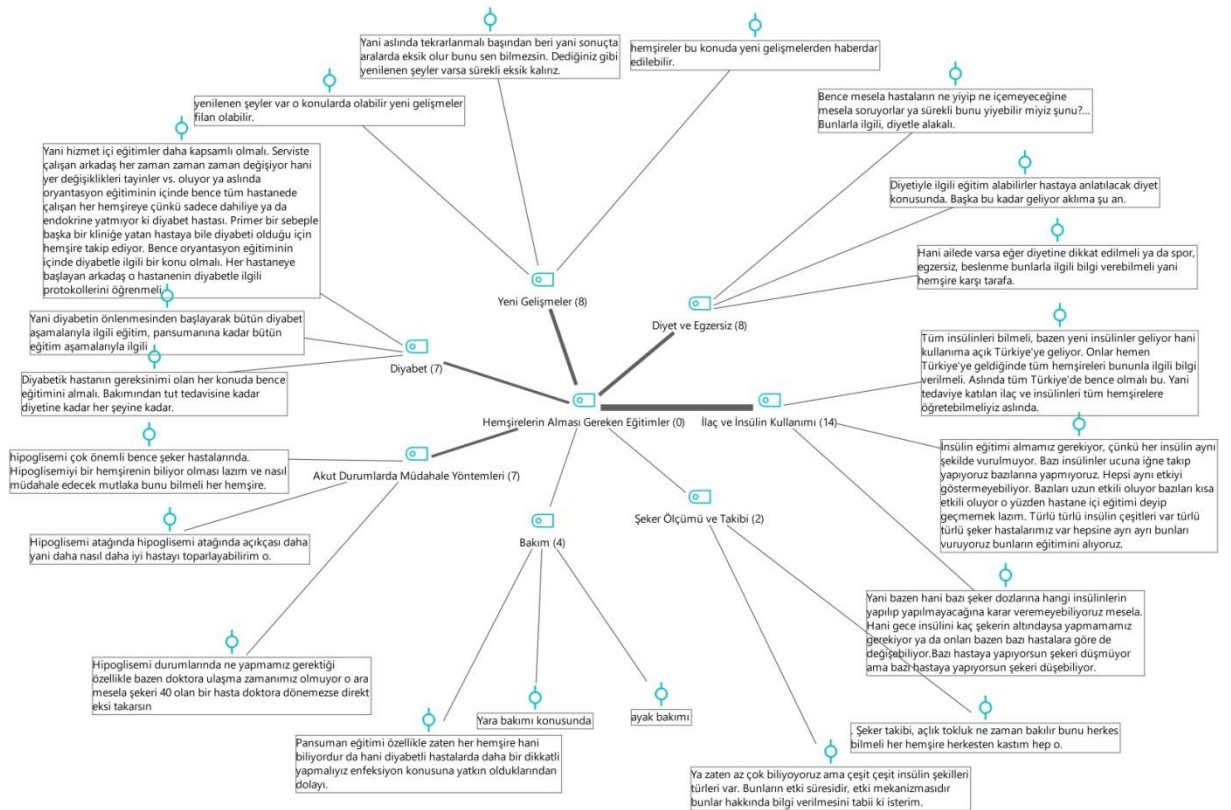 Yani aslında tekrarlanmalı başından beri yani sonuçta
aralarda eksik olur bunu sen bilmezsin. Dediğiniz gibi
yenilenen şeyler varsa sürekli eksik kalırız.
hemşireler bu konuda yeni gelişmelerden haberdar
edilebilir.
yenilenen şeyler var o konularda olabilir yeni gelişmeler
filan olabilir.
Bence mesela hastaların ne yiyip ne içemeyeceğine
mesela soruyorlar ya sürekli bunu yiyebilir miyiz şunu?...
Bunlarla ilgili, diyetle alakalı.
Yani hizmet içi eğitimler daha kapsamlı olmalı. Serviste
çalışan arkadaş her zaman zaman zaman değişiyor hani
yer değişiklikleri tayinler vs. oluyor ya aslında
oryantasyon eğitiminin içinde bence tüm hastanede
çalışan her hemşireye çünkü sadece dahiliye ya da
endokrine yatmıyor ki diyabet hastası. Primer bir sebeple
başka bir kliniğe yatan hastaya bile diyabeti olduğu için
hemşire takip ediyor. Bence oryantasyon eğitiminin
içinde diyabetle ilgili bir konu olmalı. Her hastaneye
başlayan arkadaş o hastanenin diyabetle ilgili
protokollerini öğrenmeli
Diyetiyle ilgili eğitim alabilirler hastaya anlatılacak diyet
konusunda. Başka bu kadar geliyor aklıma şu an.
Hani ailede varsa eğer diyetine dikkat edilmeli ya da spor,
egzersiz, beslenme bunlarla ilgili bilgi verebilmeli yani
hemşire karşı tarafa.
Yeni Gelişmeler (8)
Diyet ve Egzersiz (8)
Yani diyabetin önlenmesinden başlayarak bütün diyabet
aşamalarıyla ilgili eğitim, pansumanına kadar bütün
eğitim aşamalarıyla ilgili
Diyabet (7)
Tüm insülinleri bilmeli, bazen yeni insülinler geliyor hani
kullanıma açık Türkiye'ye geliyor. Onlar hemen
Türkiye'ye geldiğinde tüm hemşireleri bununla ilgili bilgi
verilmeli. Aslında tüm Türkiye'de bence olmalı bu. Yani
tedaviye katılan ilaç ve insülinleri tüm hemşirelere
öğretebilmeliyiz aslında.
Diyabetik hastanın gereksinimi olan her konuda bence
eğitimini almalı. Bakımından tut tedavisine kadar
diyetine kadar her şeyine kadar.
Hemşirelerin Alması Gereken Eğitimler (0)
İlaç ve İnsülin Kullanımı (14)
hipoglisemi çok önemli bence şeker hastalarında.
Hipoglisemiyi bir hemşirenin biliyor olması lazım ve nasıl
müdahale edecek mutlaka bunu bilmeli her hemşire.
Akut Durumlarda Müdahale Yöntemleri (7)
İnsülin eğitimi almamız gerekiyor, çünkü her insülin aynı
şekilde vurulmuyor. Bazı insülinler ucuna iğne takıp
yapıyoruz bazılarına yapmıyoruz. Hepsi aynı etkiyi
göstermeyebiliyor. Bazıları uzun etkili oluyor bazıları kısa
etkili oluyor o yüzden hastane içi eğitimi deyip
geçmemek lazım. Türlü türlü insülin çeşitleri var türlü
türlü şeker hastalarımız var hepsine ayrı ayrı bunları
vuruyoruz bunların eğitimini alıyoruz.
Şeker Ölçümü ve Takibi (2)
Bakım (4)
Hipoglisemi atağında hipoglisemi atağında açıkçası daha
yani daha nasıl daha iyi hastayı toparlayabilirim o.
Yani bazen hani bazı şeker dozlarına hangi insülinlerin
yapılıp yapılmayacağına karar veremeyebiliyoruz mesela.
Hani gece insülini kaç şekerin altındaysa yapmamamız
gerekiyor ya da onları bazen bazı hastalara göre de
değişebiliyor.Bazı hastaya yapıyorsun şekeri düşmüyor
ama bazı hastaya yapıyorsun şekeri düşebiliyor.
Hipoglisemi durumlarında ne yapmamız gerektiği
özellikle bazen doktora ulaşma zamanımız olmuyor o ara
mesela şekeri 40 olan bir hasta doktora dönemezse direkt
eksi takarsın
Yara bakımı konusunda
ayak bakımı
Pansuman eğitimi özellikle zaten her hemşire hani
biliyordur da hani diyabetli hastalarda daha bir dikkatli
yapmalıyız enfeksiyon konusuna yatkın olduklarından
dolayı.
. Şeker takibi, açlık tokluk ne zaman bakılır bunu herkes
bilmeli her hemşire herkesten kastım hep o.
Ya zaten az çok biliyoyoruz ama çeşit çeşit insülin şekilleri
türleri var. Bunların etki süresidir, etki mekanizmasıdır
bunlar hakkında bilgi verilmesini tabii ki isterim.